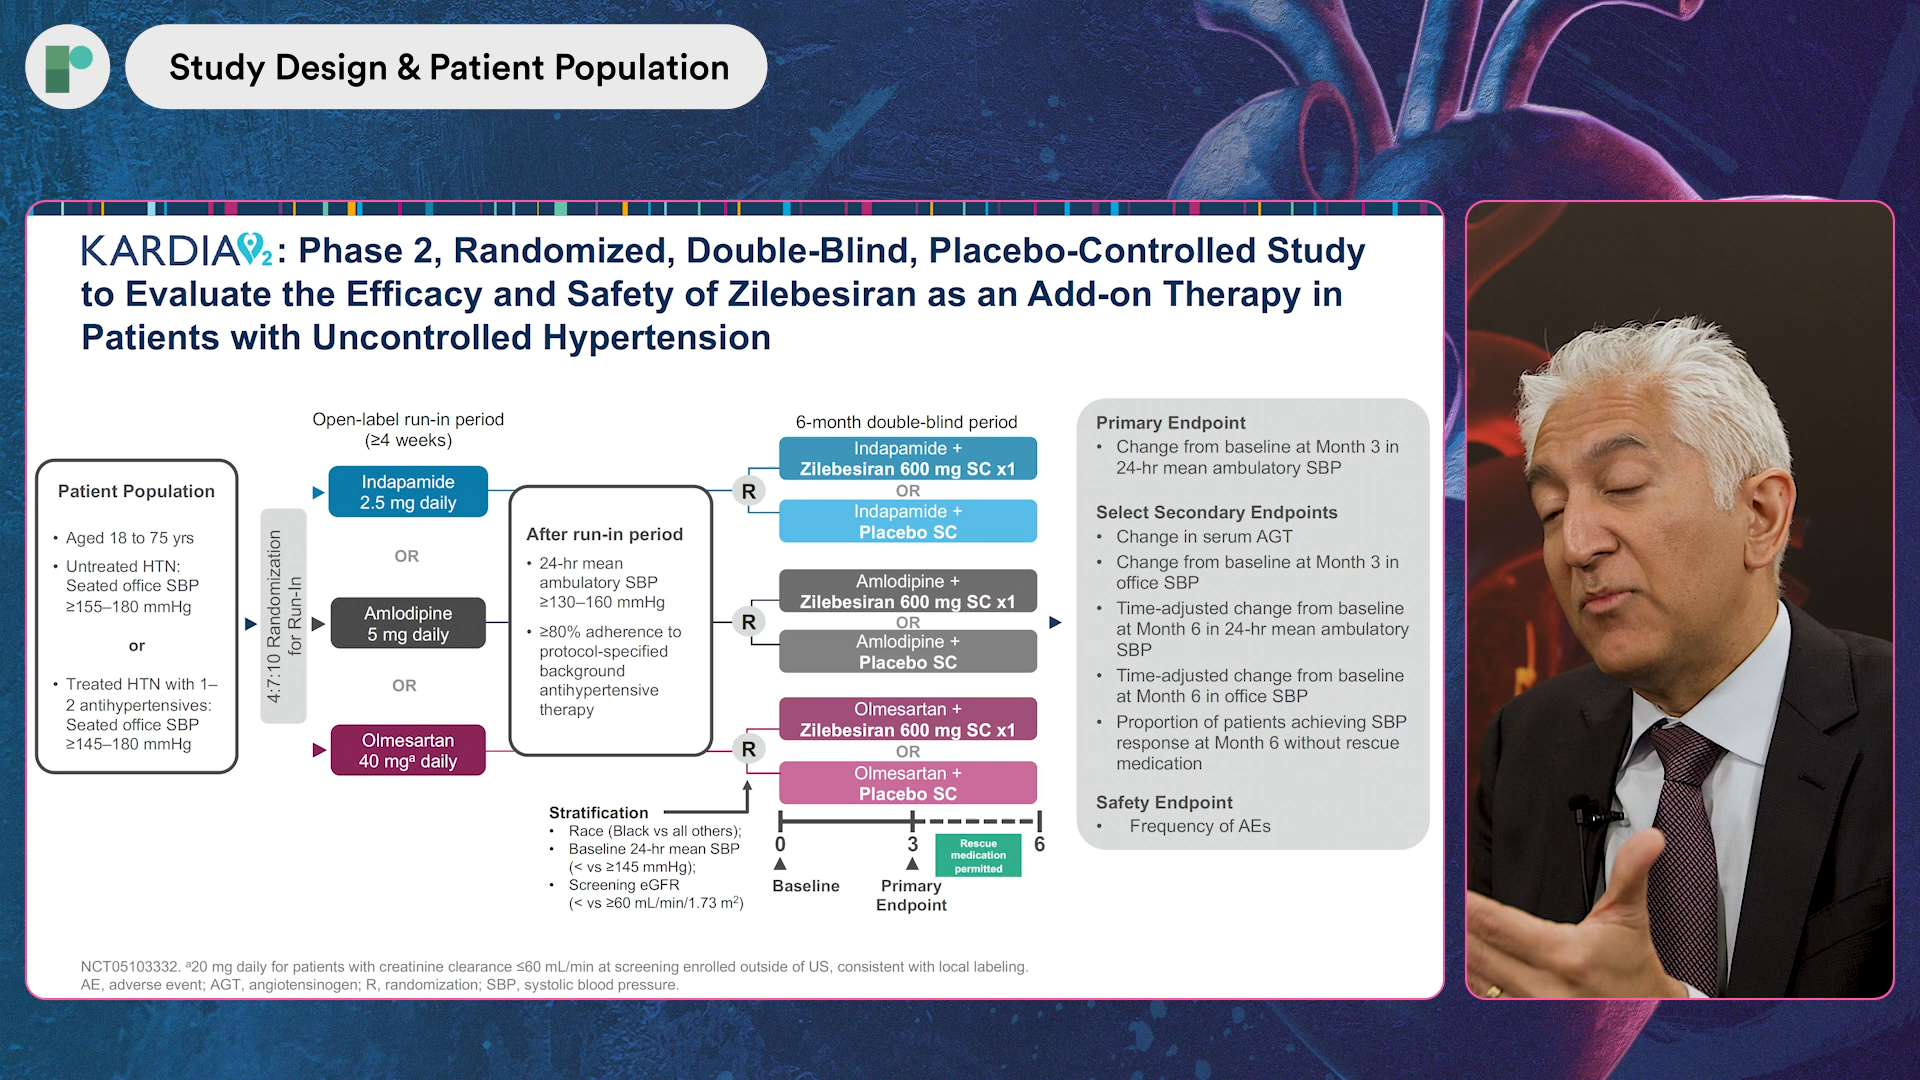 Study Design & Patient Population
KARDIA 2: Phase 2, Randomized, Double-Blind, Placebo-Controlled Study
to Evaluate the Efficacy and Safety of Zilebesiran as an Add-on Therapy in
Patients with Uncontrolled Hypertension
Patient Population
• Aged 18 to 75 yrs
• Untreated HTN:
Seated office SBP
≥155–180 mmHg
or
• Treated HTN with 1–
2 antihypertensives:
Seated office SBP
≥145–180 mmHg
4:7:10 Randomization
for Run-In
Open-label run-in period
(≥4 weeks)
Indapamide
2.5 mg daily
OR
Amlodipine
5 mg daily
OR
Olmesartan
40 mgᵃ daily
After run-in period
• 24-hr mean
ambulatory SBP
≥130–160 mmHg
• ≥80% adherence to
protocol-specified
background
antihypertensive
therapy
Stratification
• Race (Black vs all others);
• Baseline 24-hr mean SBP
(< vs ≥145 mmHg);
• Screening eGFR
(< vs ≥60 mL/min/1.73 m²)
6-month double-blind period
R
Indapamide +
Zilebesiran 600 mg SC x1
OR
Indapamide +
Placebo SC
R
Amlodipine +
Zilebesiran 600 mg SC x1
OR
Amlodipine +
Placebo SC
R
Olmesartan +
Zilebesiran 600 mg SC x1
OR
Olmesartan +
Placebo SC
0 3 6
Rescue
medication
permitted
Baseline
Primary
Endpoint
Primary Endpoint
• Change from baseline at Month 3 in
24-hr mean ambulatory SBP
Select Secondary Endpoints
• Change in serum AGT
• Change from baseline at Month 3 in
office SBP
• Time-adjusted change from baseline
at Month 6 in 24-hr mean ambulatory
SBP
• Time-adjusted change from baseline
at Month 6 in office SBP
• Proportion of patients achieving SBP
response at Month 6 without rescue
medication
Safety Endpoint
• Frequency of AEs
NCT05103332. ᵃ20 mg daily for patients with creatinine clearance ≤60 mL/min at screening enrolled outside of US, consistent with local labeling.
AE, adverse event; AGT, angiotensinogen; R, randomization; SBP, systolic blood pressure.